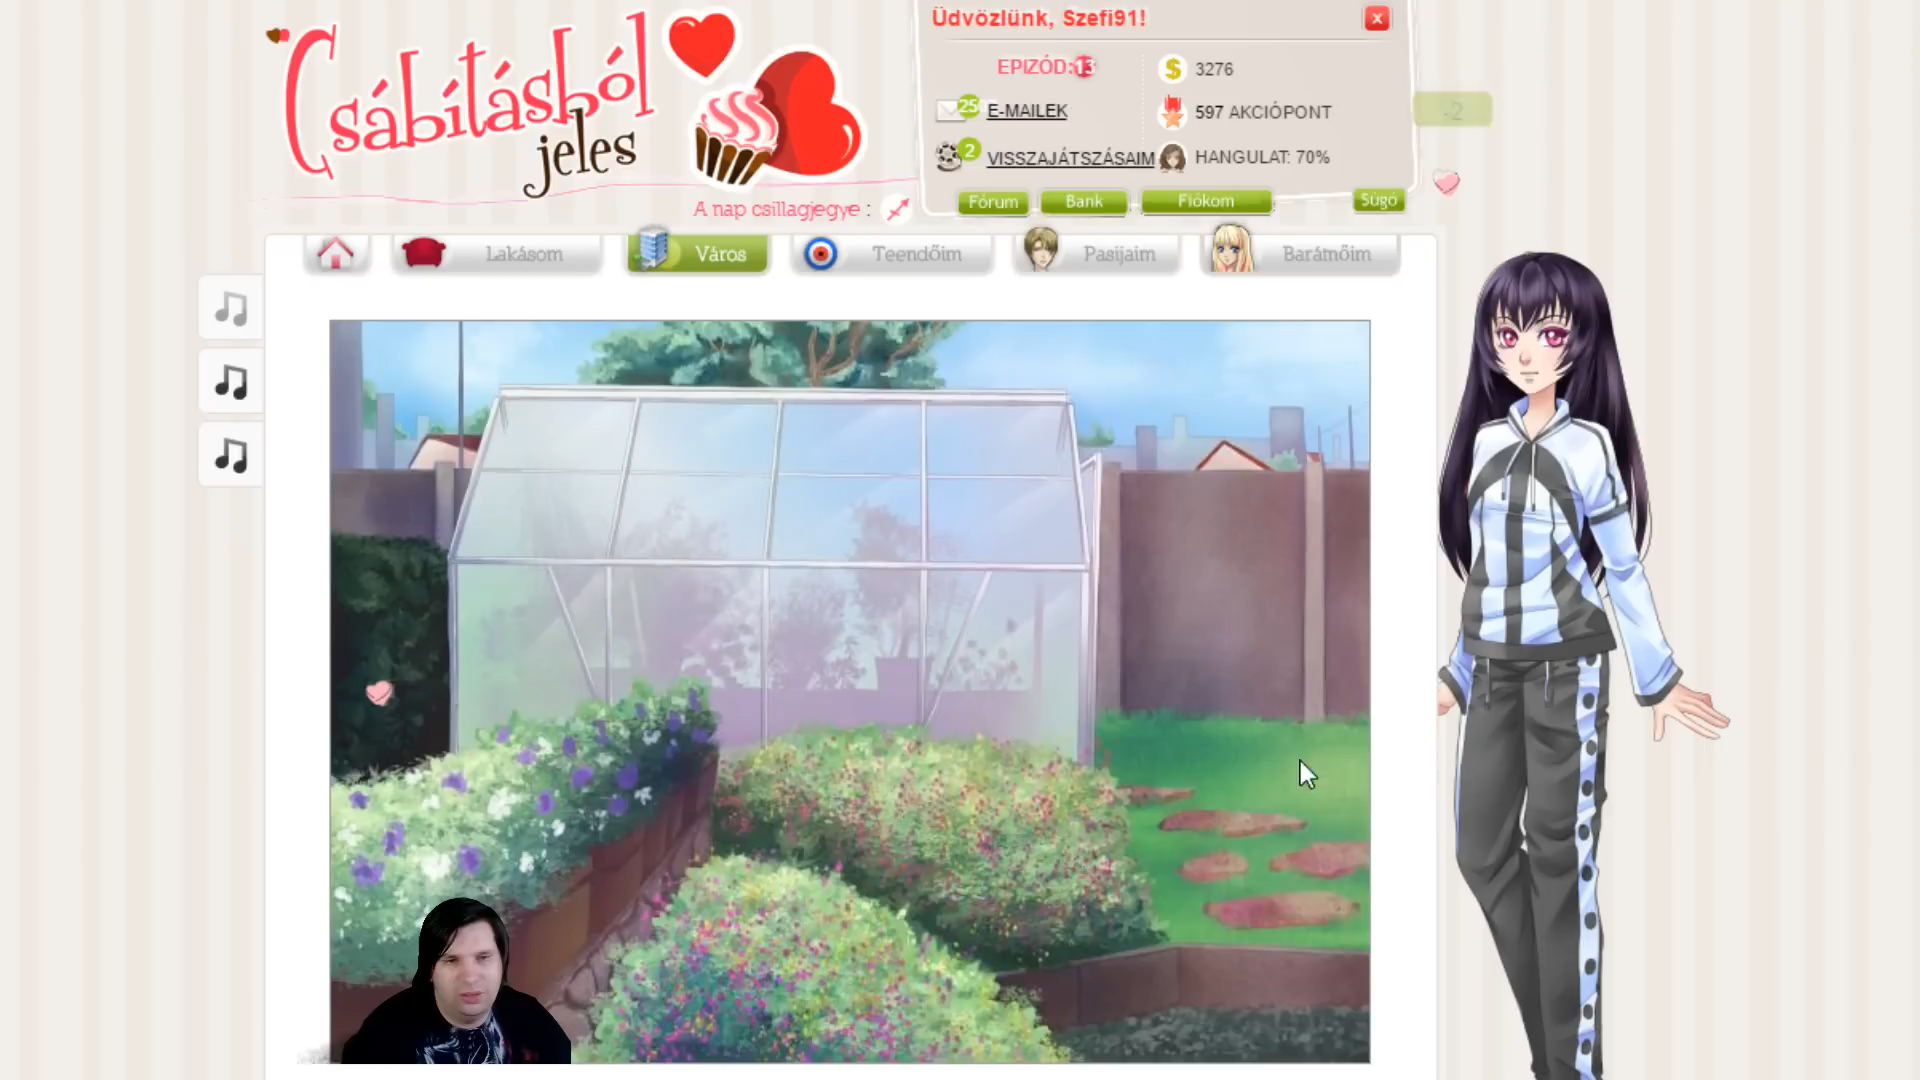 Csábításból
jeles
A nap csillagjegye :
Üdvözlünk, Szefi91!
EPIZÓD: 13
3276
25 E-MAILEK
597 AKCIÓPONT
-2
2 VISSZAJÁTSZÁSAIM
HANGULAT: 70%
Fórum
Bank
Fiókom
Súgó
Lakásom
Város
Teendőim
Pasijaim
Barátnőim